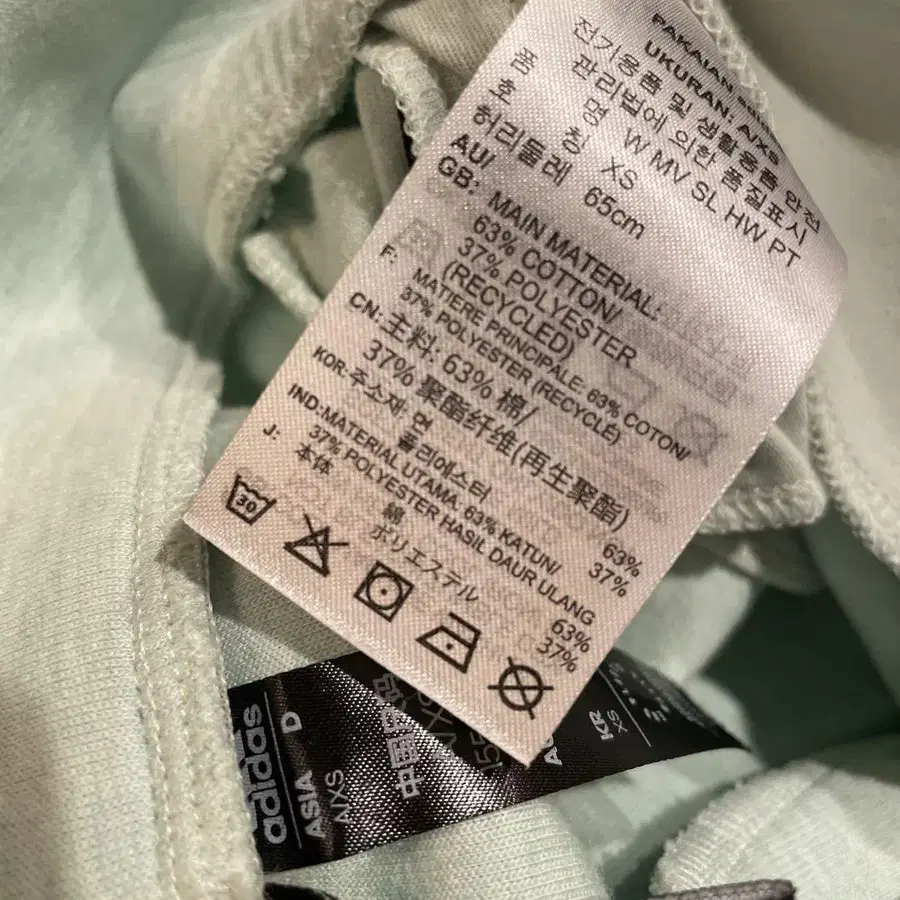 PAKAIAN
UKURAN: A/XS
전기용품 및 생활용품 안전
관리법에 의한 품질표시
품 명 W MV SL HW PT
호 칭 XS
허리둘레 65cm
AU/
GB: MAIN MATERIAL:
63% COTTON/
37% POLYESTER
(RECYCLED)
F: MATIERE PRINCIPALE: 63% COTON/
37% POLYESTER (RECYCLÉ)
CN: 主料: 63% 棉/
37% 聚酯纤维(再生聚酯)
KOR-주소재: 면 63%
폴리에스터 37%
IND:MATERIAL UTAMA, 63% KATUN/
37% POLYESTER HASIL DAUR ULANG
J: 本体 綿 63%
ポリエステル 37%
30
adidas
ASIA
A/XS
D
中国
KR
XS